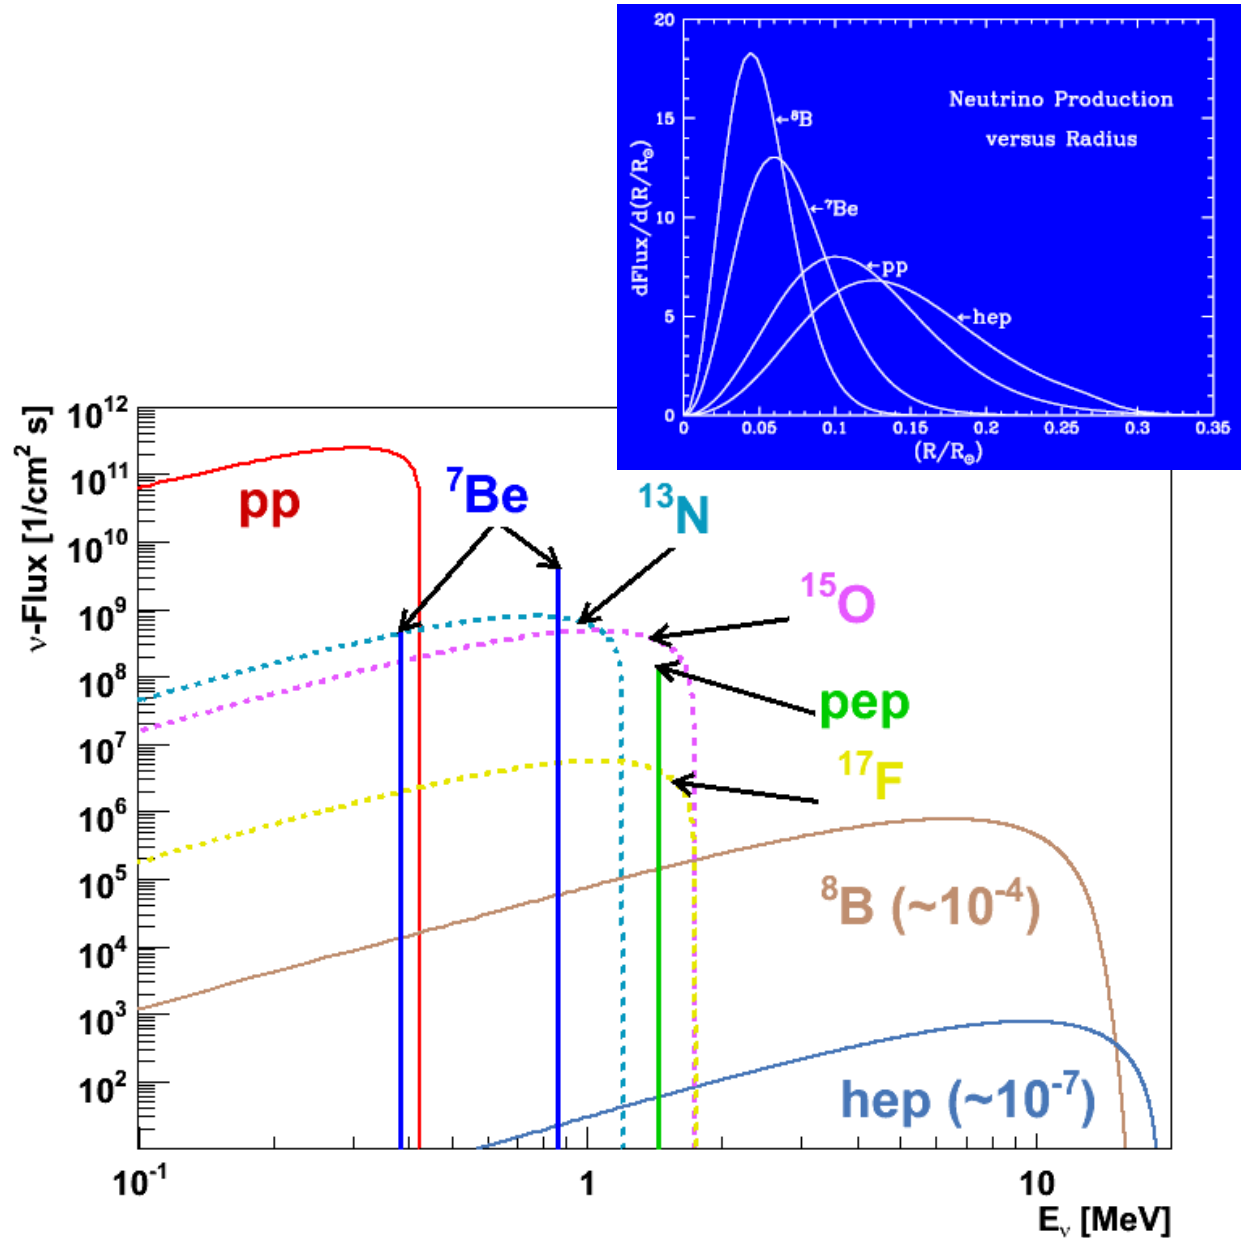 20
15
10
5
0
dFlux/d(R/R☉)
Neutrino Production
versus Radius
←⁸B
←⁷Be
←pp
←hep
0 0.05 0.1 0.15 0.2 0.25 0.3 0.35
(R/R☉)
ν-Flux [1/cm² s]
10¹²
10¹¹
10¹⁰
10⁹
10⁸
10⁷
10⁶
10⁵
10⁴
10³
10²
pp
⁷Be
¹³N
¹⁵O
pep
¹⁷F
⁸B (~10⁻⁴)
hep (~10⁻⁷)
10⁻¹ 1 10
Eᵥ [MeV]